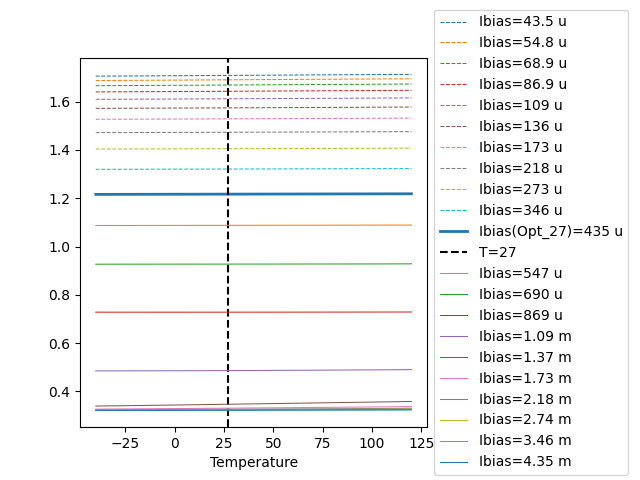 1.6
1.4
1.2
1.0
0.8
0.6
0.4
−25
0
25
50
75
100
125
Temperature
Ibias=43.5 u
Ibias=54.8 u
Ibias=68.9 u
Ibias=86.9 u
Ibias=109 u
Ibias=136 u
Ibias=173 u
Ibias=218 u
Ibias=273 u
Ibias=346 u
Ibias(Opt_27)=435 u
T=27
Ibias=547 u
Ibias=690 u
Ibias=869 u
Ibias=1.09 m
Ibias=1.37 m
Ibias=1.73 m
Ibias=2.18 m
Ibias=2.74 m
Ibias=3.46 m
Ibias=4.35 m